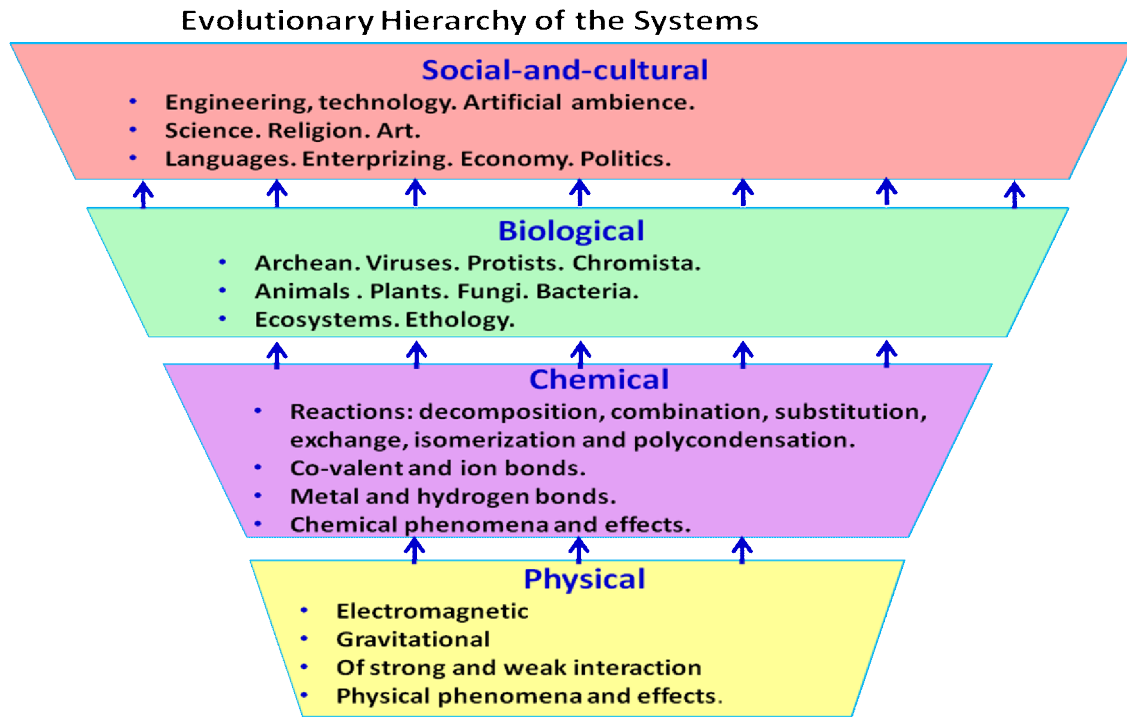 Evolutionary Hierarchy of the Systems
Social-and-cultural
• Engineering, technology. Artificial ambience.
• Science. Religion. Art.
• Languages. Enterprizing. Economy. Politics.
Biological
• Archean. Viruses. Protists. Chromista.
• Animals . Plants. Fungi. Bacteria.
• Ecosystems. Ethology.
Chemical
• Reactions: decomposition, combination, substitution,
exchange, isomerization and polycondensation.
• Co-valent and ion bonds.
• Metal and hydrogen bonds.
• Chemical phenomena and effects.
Physical
• Electromagnetic
• Gravitational
• Of strong and weak interaction
• Physical phenomena and effects.